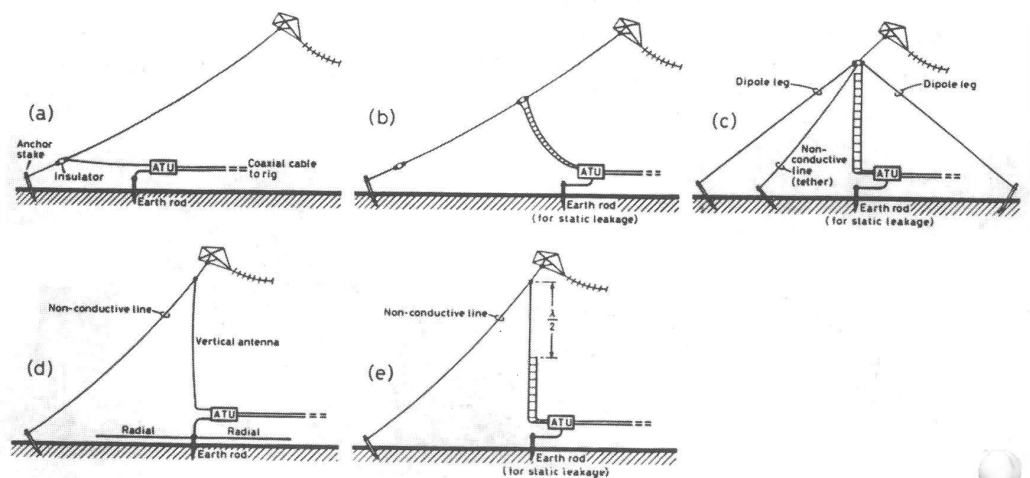 (a)
Anchor
stake
Insulator
ATU
Coaxial cable
to rig
Earth rod
(b)
ATU
Earth rod
(for static leakage)
(c)
Dipole leg
Dipole leg
Non-
conductive
line
(tether)
ATU
Earth rod
(for static leakage)
(d)
Non-conductive line
Vertical antenna
ATU
Radial
Radial
Earth rod
(e)
Non-conductive line
λ
2
ATU
Earth rod
(for static leakage)